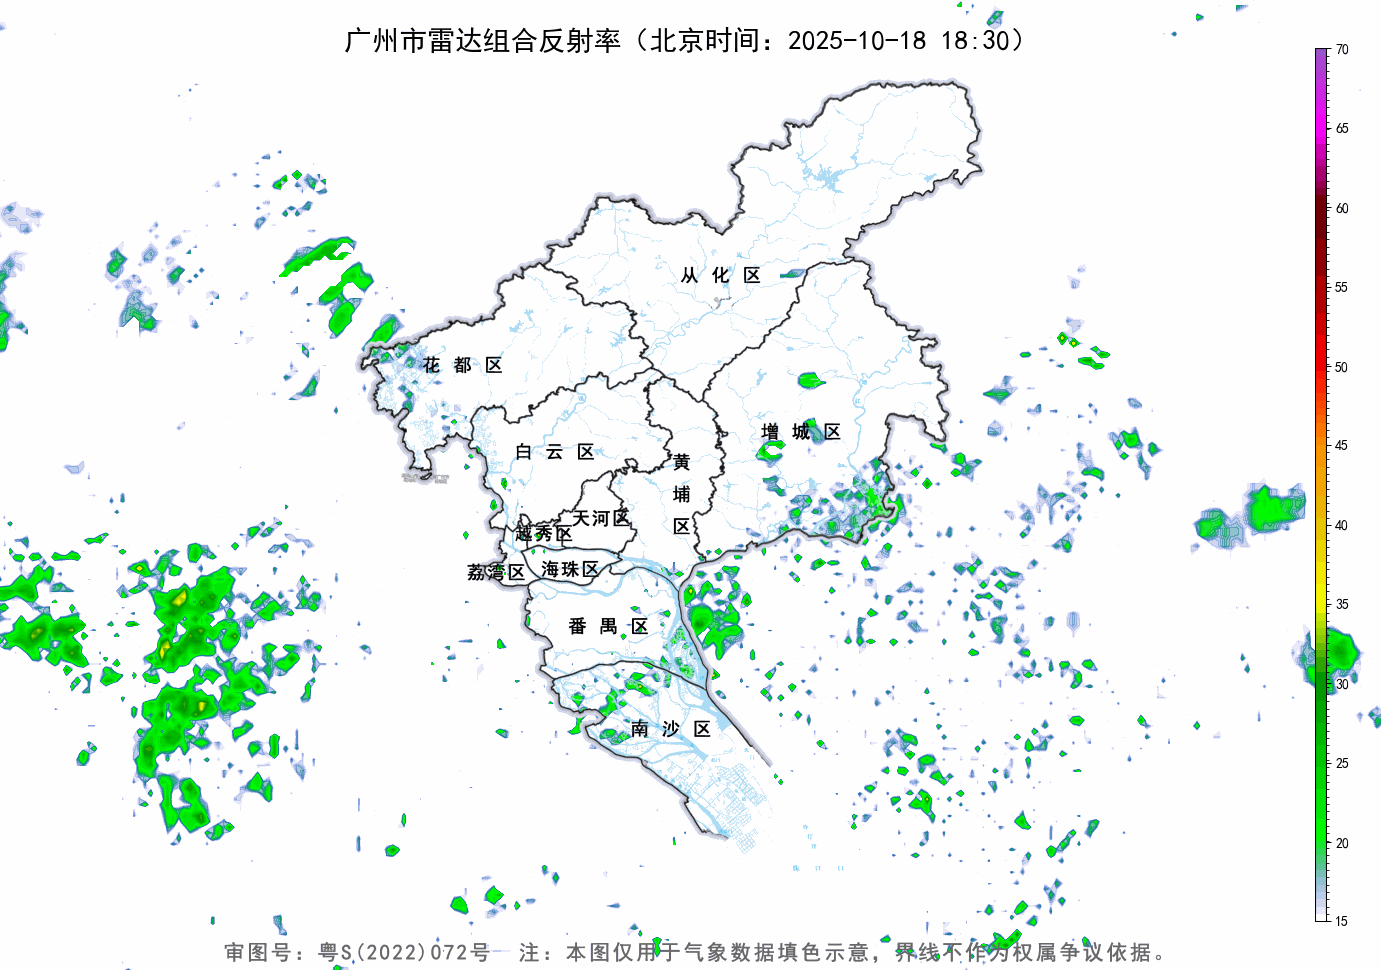 广州市雷达组合反射率（北京时间：2025-10-18 18:30）
70
65
60
55
50
45
40
35
30
25
20
15
从化区
花都区
增城区
白云区
黄埔区
天河区
越秀区
荔湾区
海珠区
番禺区
南沙区
审图号：粤S(2022)072号 注：本图仅用于气象数据填色示意，界线不作为权属争议依据。